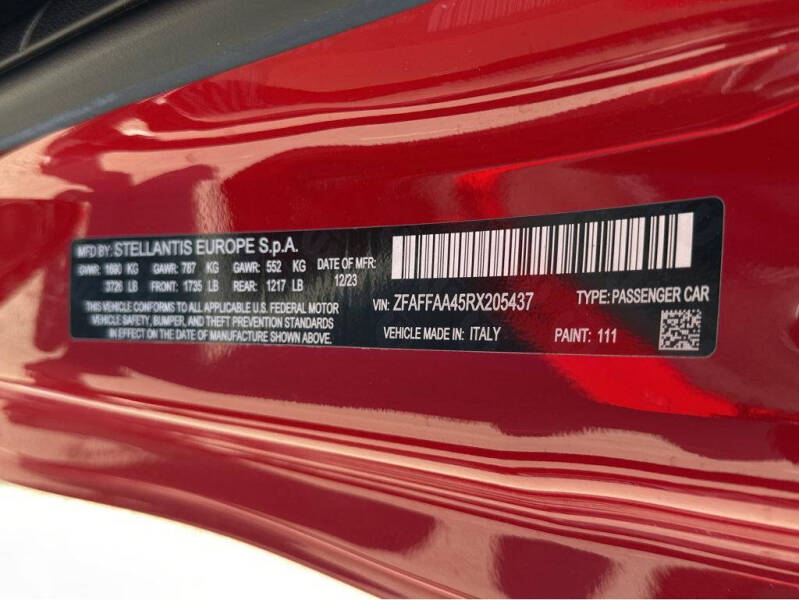 MFD BY: STELLANTIS EUROPE S.p.A.
GVWR: 1690 KG GAWR: 787 KG GAWR: 552 KG DATE OF MFR:
3726 LB FRONT: 1735 LB REAR: 1217 LB 12/23
THIS VEHICLE CONFORMS TO ALL APPLICABLE U.S. FEDERAL MOTOR
VEHICLE SAFETY, BUMPER, AND THEFT PREVENTION STANDARDS
IN EFFECT ON THE DATE OF MANUFACTURE SHOWN ABOVE.
VIN: ZFAFFAA45RX205437 TYPE: PASSENGER CAR
VEHICLE MADE IN: ITALY PAINT: 111